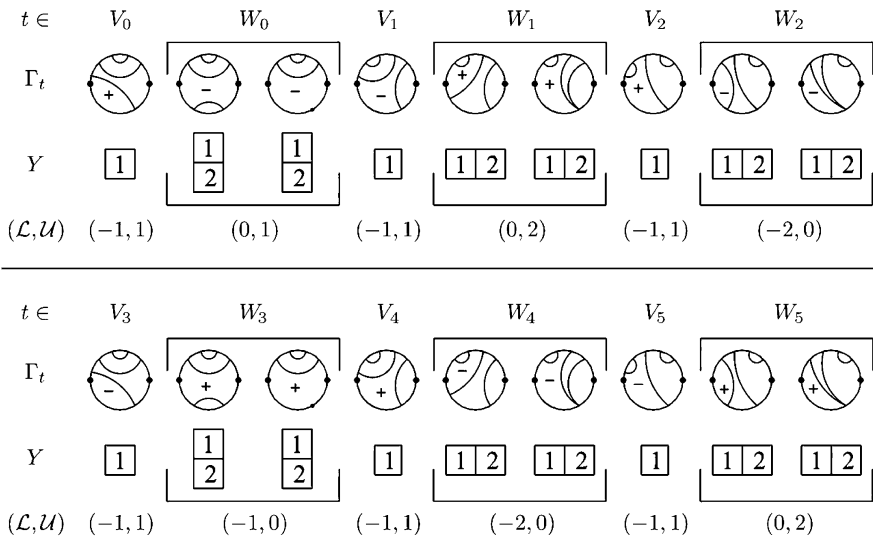 t ∈ V₀ W₀ V₁ W₁ V₂ W₂
Γₜ + − − − + + + − −
Y 1 1 2 1 2 1 1 2 1 2 1 1 2 1 2
(ℒ,𝒰) (−1, 1) (0, 1) (−1, 1) (0, 2) (−1, 1) (−2, 0)
t ∈ V₃ W₃ V₄ W₄ V₅ W₅
Γₜ − + + + − − − + +
Y 1 1 2 1 2 1 1 2 1 2 1 1 2 1 2
(ℒ,𝒰) (−1, 1) (−1, 0) (−1, 1) (−2, 0) (−1, 1) (0, 2)